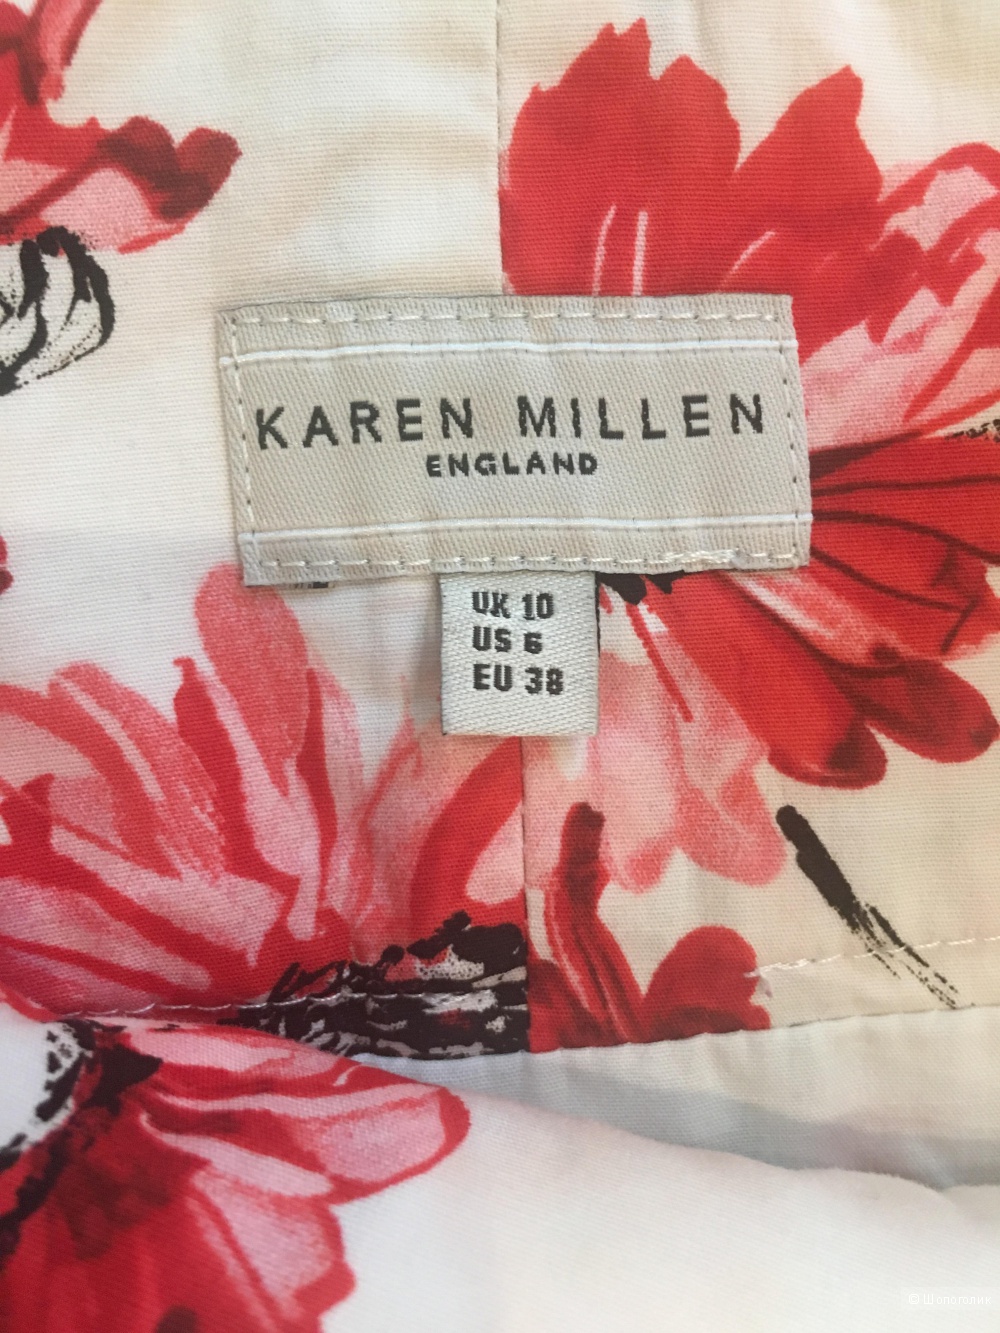 KAREN MILLEN
ENGLAND
UK 10
US 6
EU 38
© Шопоголик